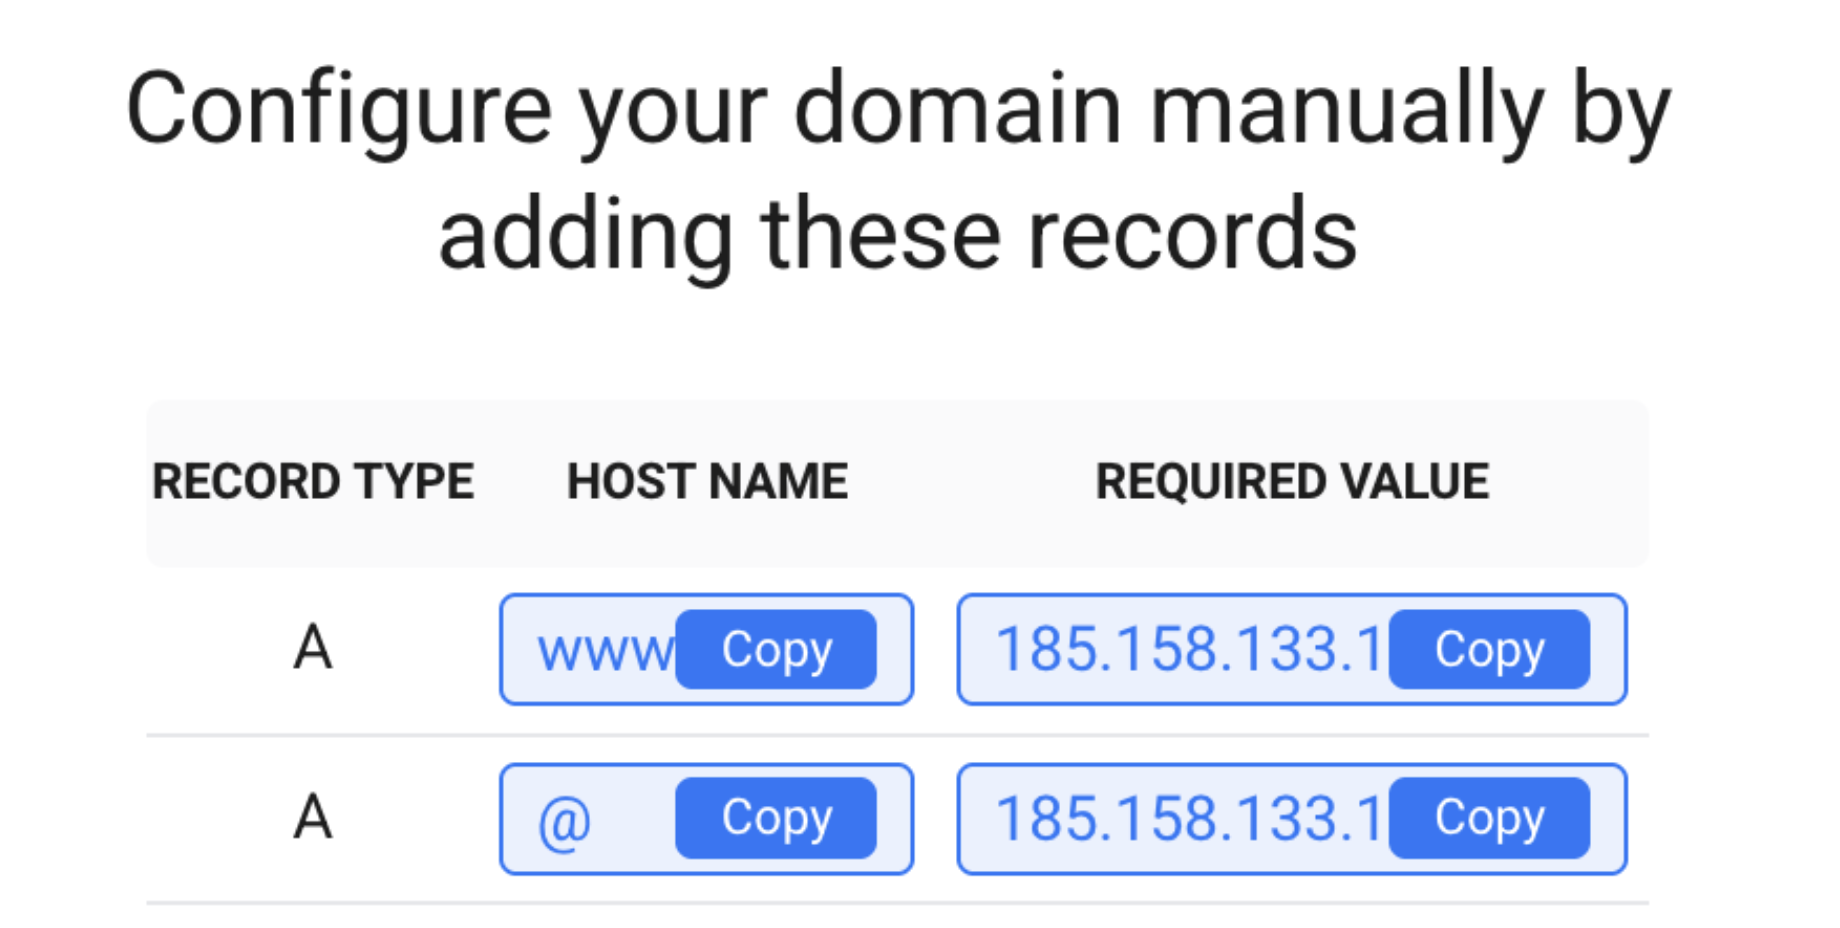 Configure your domain manually by
adding these records
RECORD TYPE HOST NAME REQUIRED VALUE
A www Copy 185.158.133.1 Copy
A @ Copy 185.158.133.1 Copy